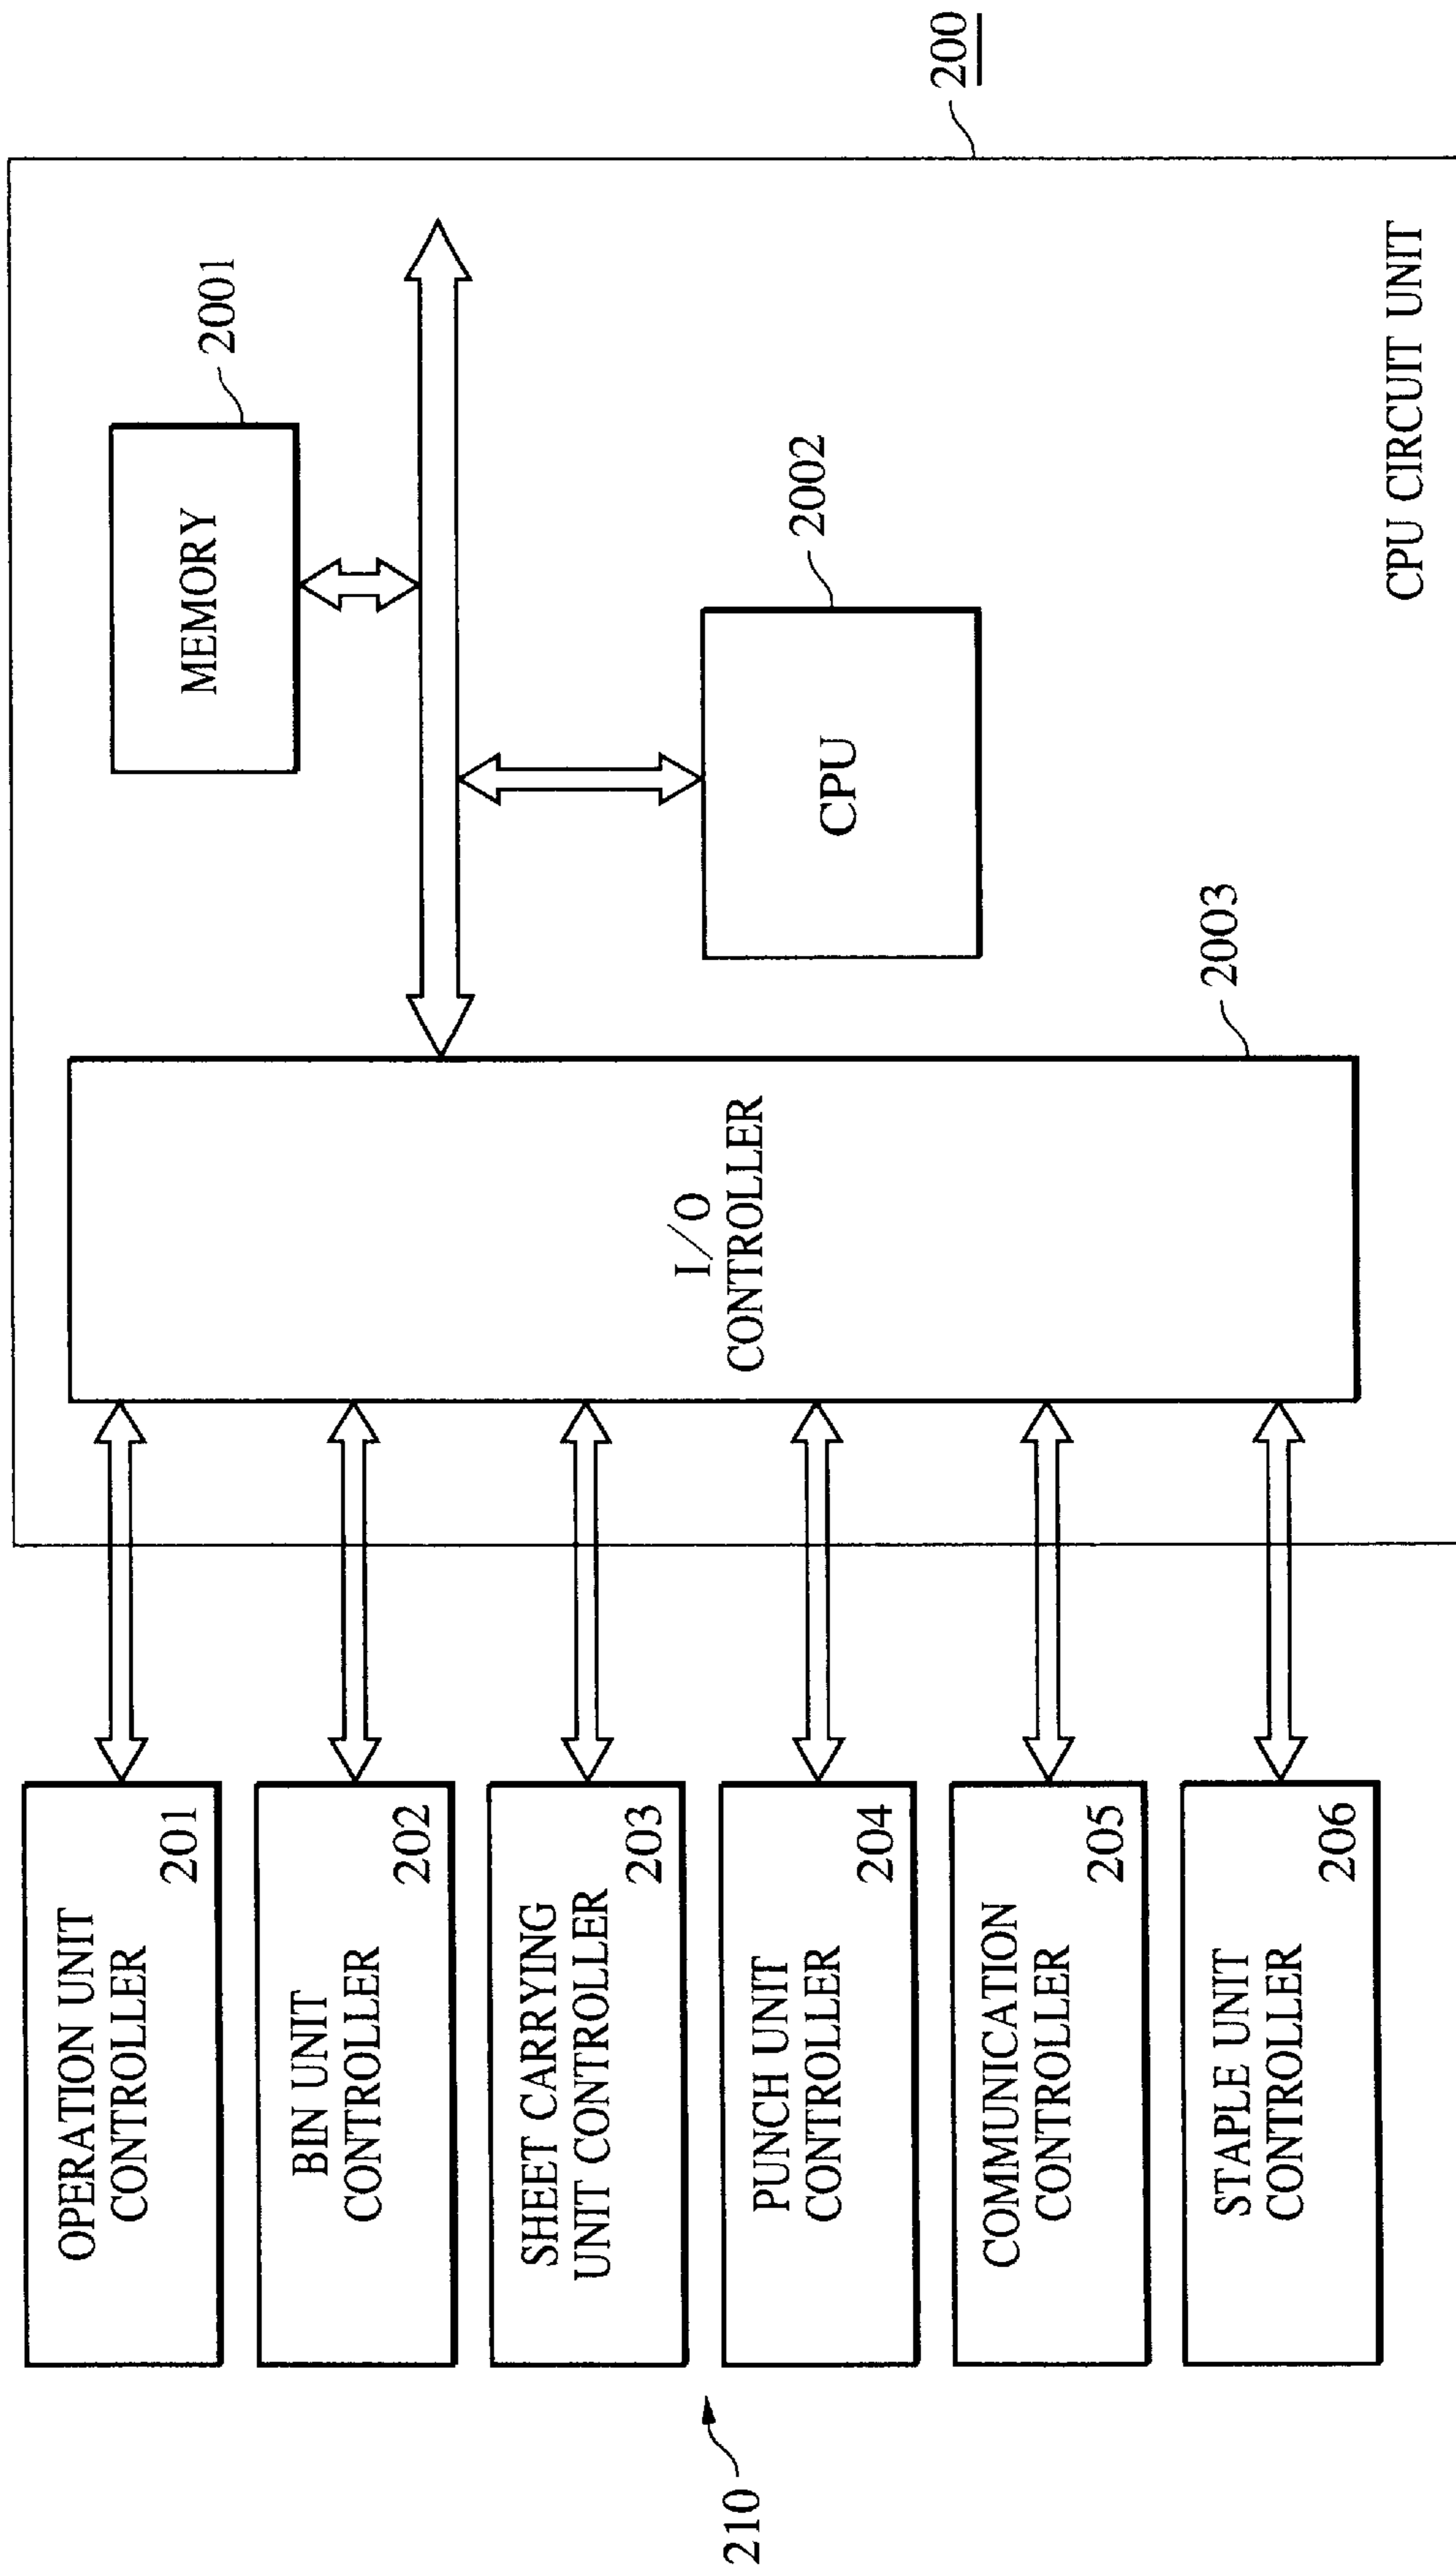 210
OPERATION UNIT
CONTROLLER
201
BIN UNIT
CONTROLLER
202
SHEET CARRYING
UNIT CONTROLLER
203
PUNCH UNIT
CONTROLLER
204
COMMUNICATION
CONTROLLER
205
STAPLE UNIT
CONTROLLER
206
I/O
CONTROLLER
2003
MEMORY
2001
CPU
2002
CPU CIRCUIT UNIT
200